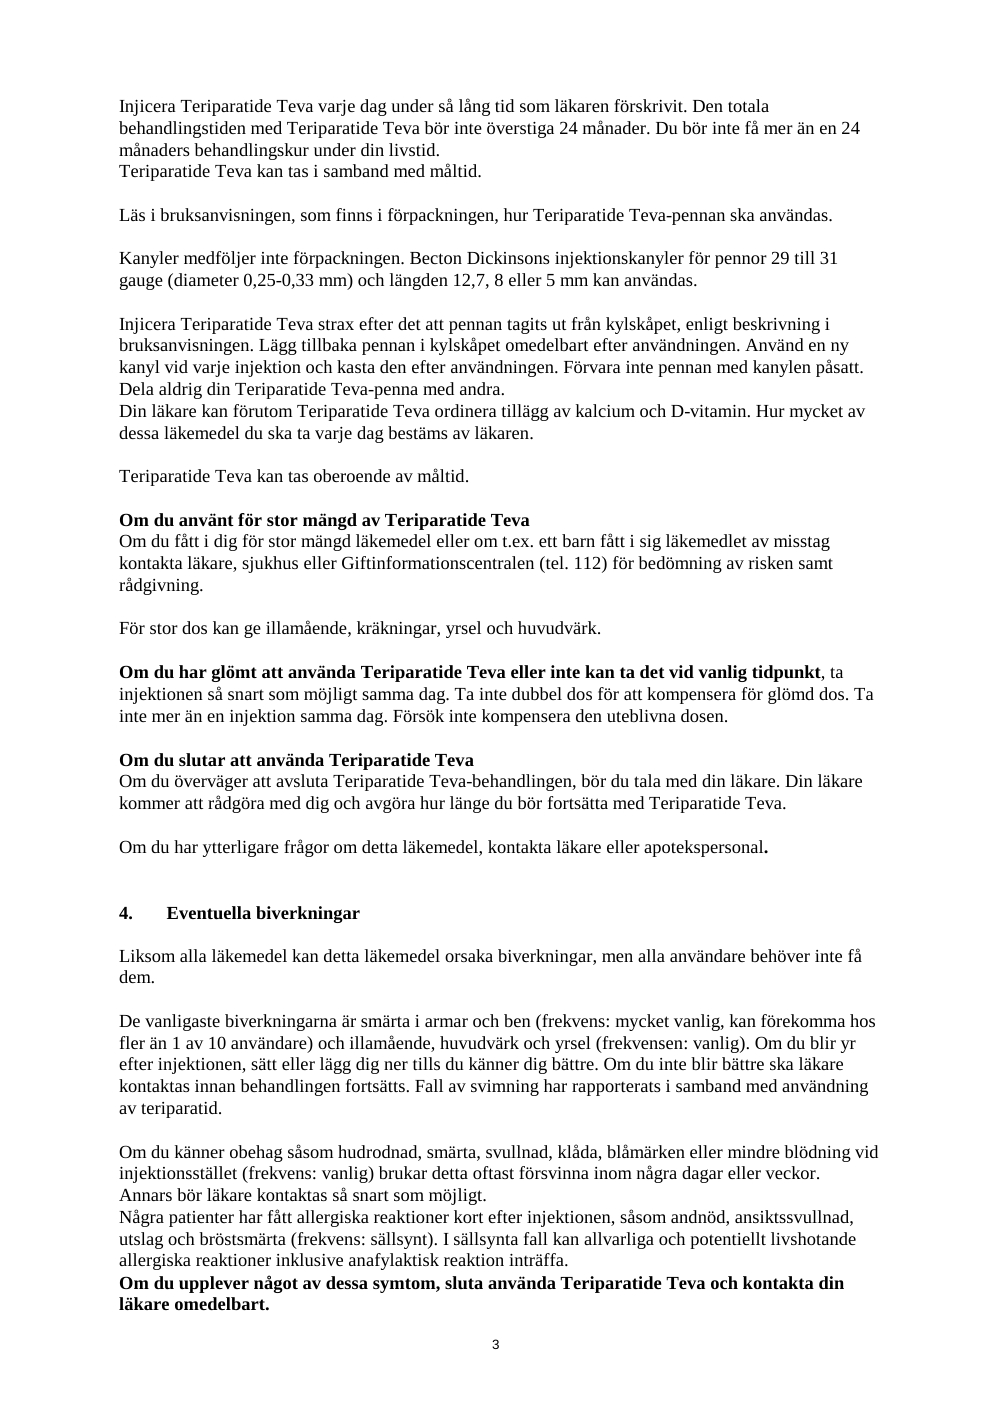 Injicera Teriparatide Teva varje dag under så lång tid som läkaren förskrivit. Den totala
behandlingstiden med Teriparatide Teva bör inte överstiga 24 månader. Du bör inte få mer än en 24
månaders behandlingskur under din livstid.
Teriparatide Teva kan tas i samband med måltid.
Läs i bruksanvisningen, som finns i förpackningen, hur Teriparatide Teva-pennan ska användas.
Kanyler medföljer inte förpackningen. Becton Dickinsons injektionskanyler för pennor 29 till 31
gauge (diameter 0,25-0,33 mm) och längden 12,7, 8 eller 5 mm kan användas.
Injicera Teriparatide Teva strax efter det att pennan tagits ut från kylskåpet, enligt beskrivning i
bruksanvisningen. Lägg tillbaka pennan i kylskåpet omedelbart efter användningen. Använd en ny
kanyl vid varje injektion och kasta den efter användningen. Förvara inte pennan med kanylen påsatt.
Dela aldrig din Teriparatide Teva-penna med andra.
Din läkare kan förutom Teriparatide Teva ordinera tillägg av kalcium och D-vitamin. Hur mycket av
dessa läkemedel du ska ta varje dag bestäms av läkaren.
Teriparatide Teva kan tas oberoende av måltid.
Om du använt för stor mängd av Teriparatide Teva
Om du fått i dig för stor mängd läkemedel eller om t.ex. ett barn fått i sig läkemedlet av misstag
kontakta läkare, sjukhus eller Giftinformationscentralen (tel. 112) för bedömning av risken samt
rådgivning.
För stor dos kan ge illamående, kräkningar, yrsel och huvudvärk.
Om du har glömt att använda Teriparatide Teva eller inte kan ta det vid vanlig tidpunkt, ta
injektionen så snart som möjligt samma dag. Ta inte dubbel dos för att kompensera för glömd dos. Ta
inte mer än en injektion samma dag. Försök inte kompensera den uteblivna dosen.
Om du slutar att använda Teriparatide Teva
Om du överväger att avsluta Teriparatide Teva-behandlingen, bör du tala med din läkare. Din läkare
kommer att rådgöra med dig och avgöra hur länge du bör fortsätta med Teriparatide Teva.
Om du har ytterligare frågor om detta läkemedel, kontakta läkare eller apotekspersonal.
4. Eventuella biverkningar
Liksom alla läkemedel kan detta läkemedel orsaka biverkningar, men alla användare behöver inte få
dem.
De vanligaste biverkningarna är smärta i armar och ben (frekvens: mycket vanlig, kan förekomma hos
fler än 1 av 10 användare) och illamående, huvudvärk och yrsel (frekvensen: vanlig). Om du blir yr
efter injektionen, sätt eller lägg dig ner tills du känner dig bättre. Om du inte blir bättre ska läkare
kontaktas innan behandlingen fortsätts. Fall av svimning har rapporterats i samband med användning
av teriparatid.
Om du känner obehag såsom hudrodnad, smärta, svullnad, klåda, blåmärken eller mindre blödning vid
injektionsstället (frekvens: vanlig) brukar detta oftast försvinna inom några dagar eller veckor.
Annars bör läkare kontaktas så snart som möjligt.
Några patienter har fått allergiska reaktioner kort efter injektionen, såsom andnöd, ansiktssvullnad,
utslag och bröstsmärta (frekvens: sällsynt). I sällsynta fall kan allvarliga och potentiellt livshotande
allergiska reaktioner inklusive anafylaktisk reaktion inträffa.
Om du upplever något av dessa symtom, sluta använda Teriparatide Teva och kontakta din
läkare omedelbart.
3